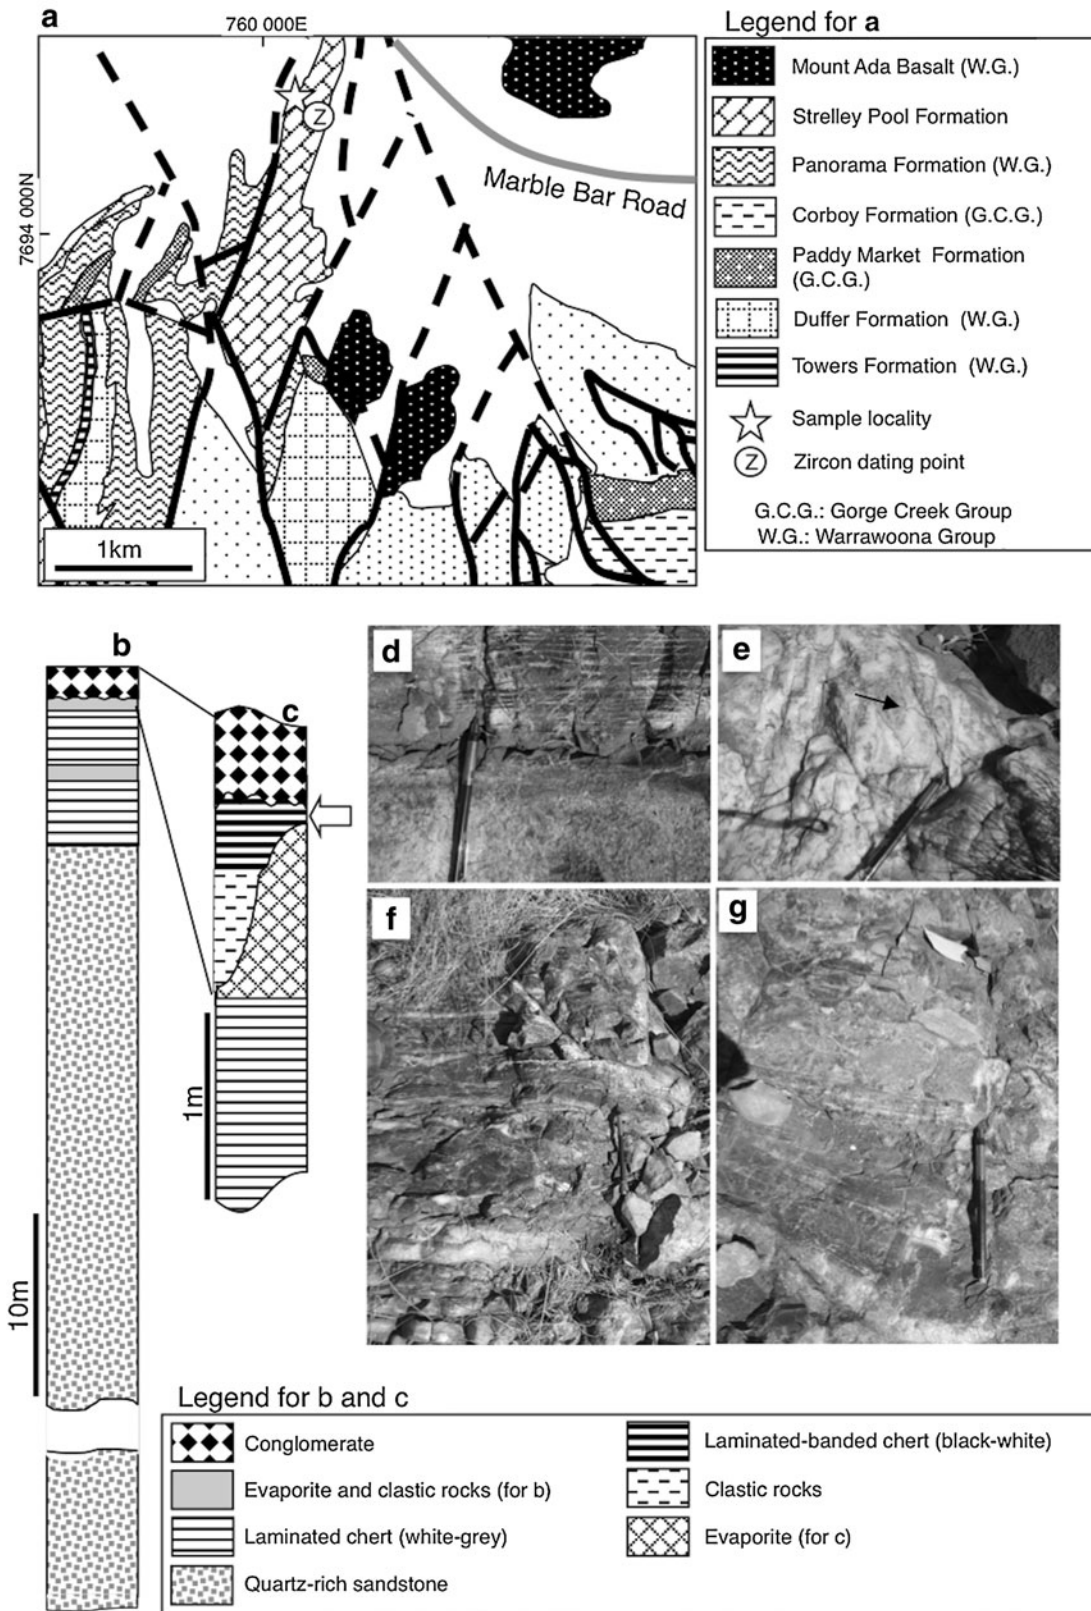 a
760 000E
7694 000N
Marble Bar Road
Z
1km
Legend for a
Mount Ada Basalt (W.G.)
Strelley Pool Formation
Panorama Formation (W.G.)
Corboy Formation (G.C.G.)
Paddy Market Formation
(G.C.G.)
Duffer Formation (W.G.)
Towers Formation (W.G.)
Sample locality
Z
Zircon dating point
G.C.G.: Gorge Creek Group
W.G.: Warrawoona Group
b
c
10m
1m
d
e
f
g
Legend for b and c
Conglomerate
Evaporite and clastic rocks (for b)
Laminated chert (white-grey)
Quartz-rich sandstone
Laminated-banded chert (black-white)
Clastic rocks
Evaporite (for c)